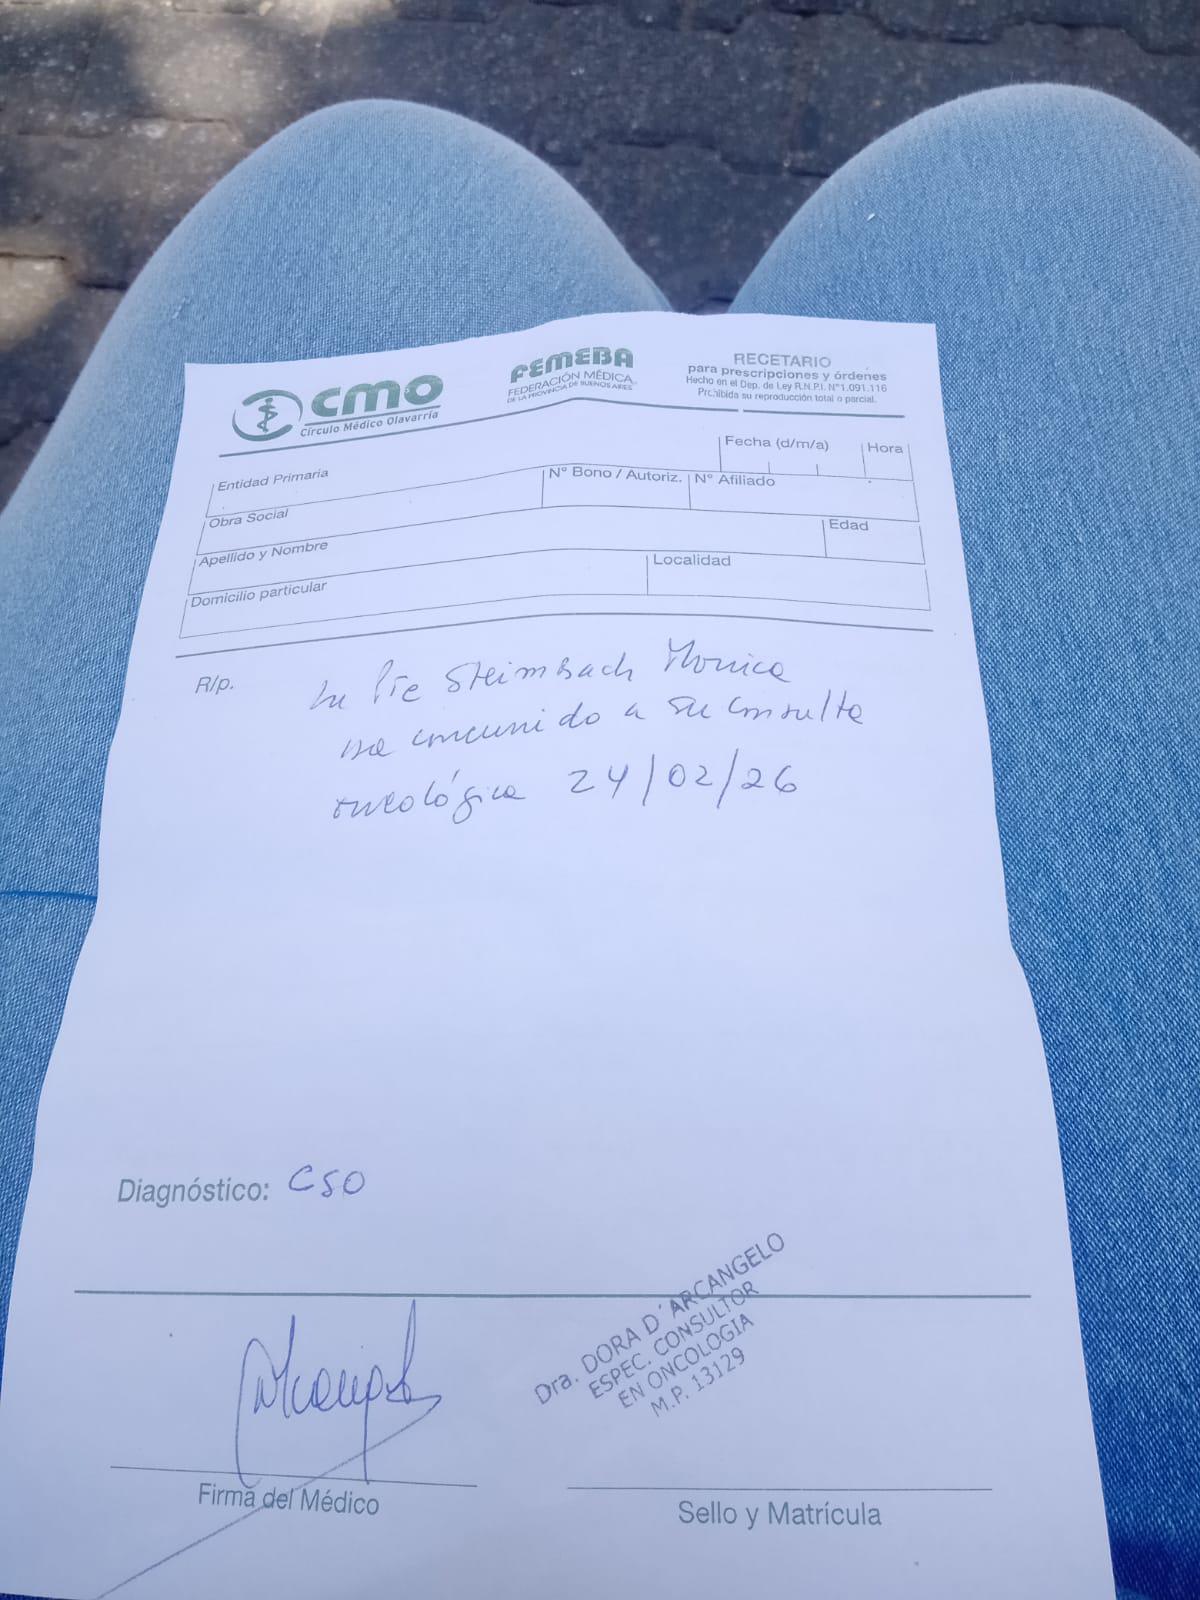 CMO
Círculo Médico Olavarría
FEMEBA
FEDERACIÓN MÉDICA
DE LA PROVINCIA DE BUENOS AIRES
RECETARIO
para prescripciones y órdenes
Hecho en el Dep. de Ley R.N.P.I. N°1.091.116
Prohibida su reproducción total o parcial.
Fecha (d/m/a) Hora
Entidad Primaria
N° Bono / Autoriz. N° Afiliado
Obra Social
Edad
Apellido y Nombre
Localidad
Domicilio particular
R/p.
La Pte Steimbach Monica
ha concurrido a su consulta
oncológica 24/02/26
Diagnóstico: CSO
Dra. DORA D´ARCANGELO
ESPEC. CONSULTOR
EN ONCOLOGIA
M.P. 13129
Firma del Médico
Sello y Matrícula